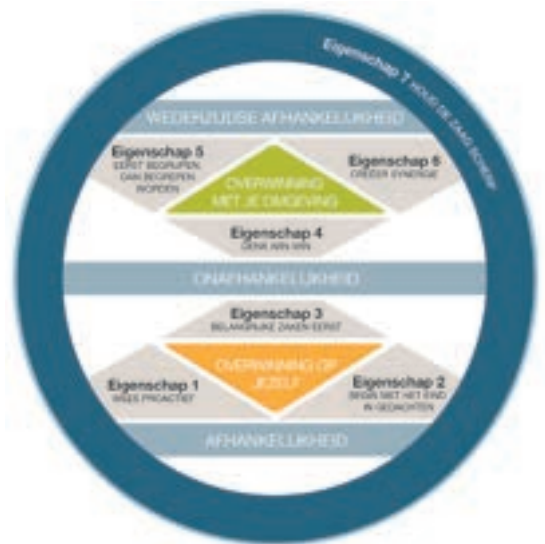 Eigenschap 7 HOUD DE ZAAG SCHERP
WEDERZIJDSE AFHANKELIJKHEID
Eigenschap 5
EERST BEGRIJPEN,
DAN BEGREPEN
WORDEN
OVERWINNING
MET JE OMGEVING
Eigenschap 6
CREËER SYNERGIE
Eigenschap 4
DENK WIN WIN
ONAFHANKELIJKHEID
Eigenschap 3
BELANGRIJKE ZAKEN EERST
OVERWINNING OP
JEZELF
Eigenschap 1
WEES PROACTIEF
Eigenschap 2
BEGIN MET HET EIND
IN GEDACHTEN
AFHANKELIJKHEID